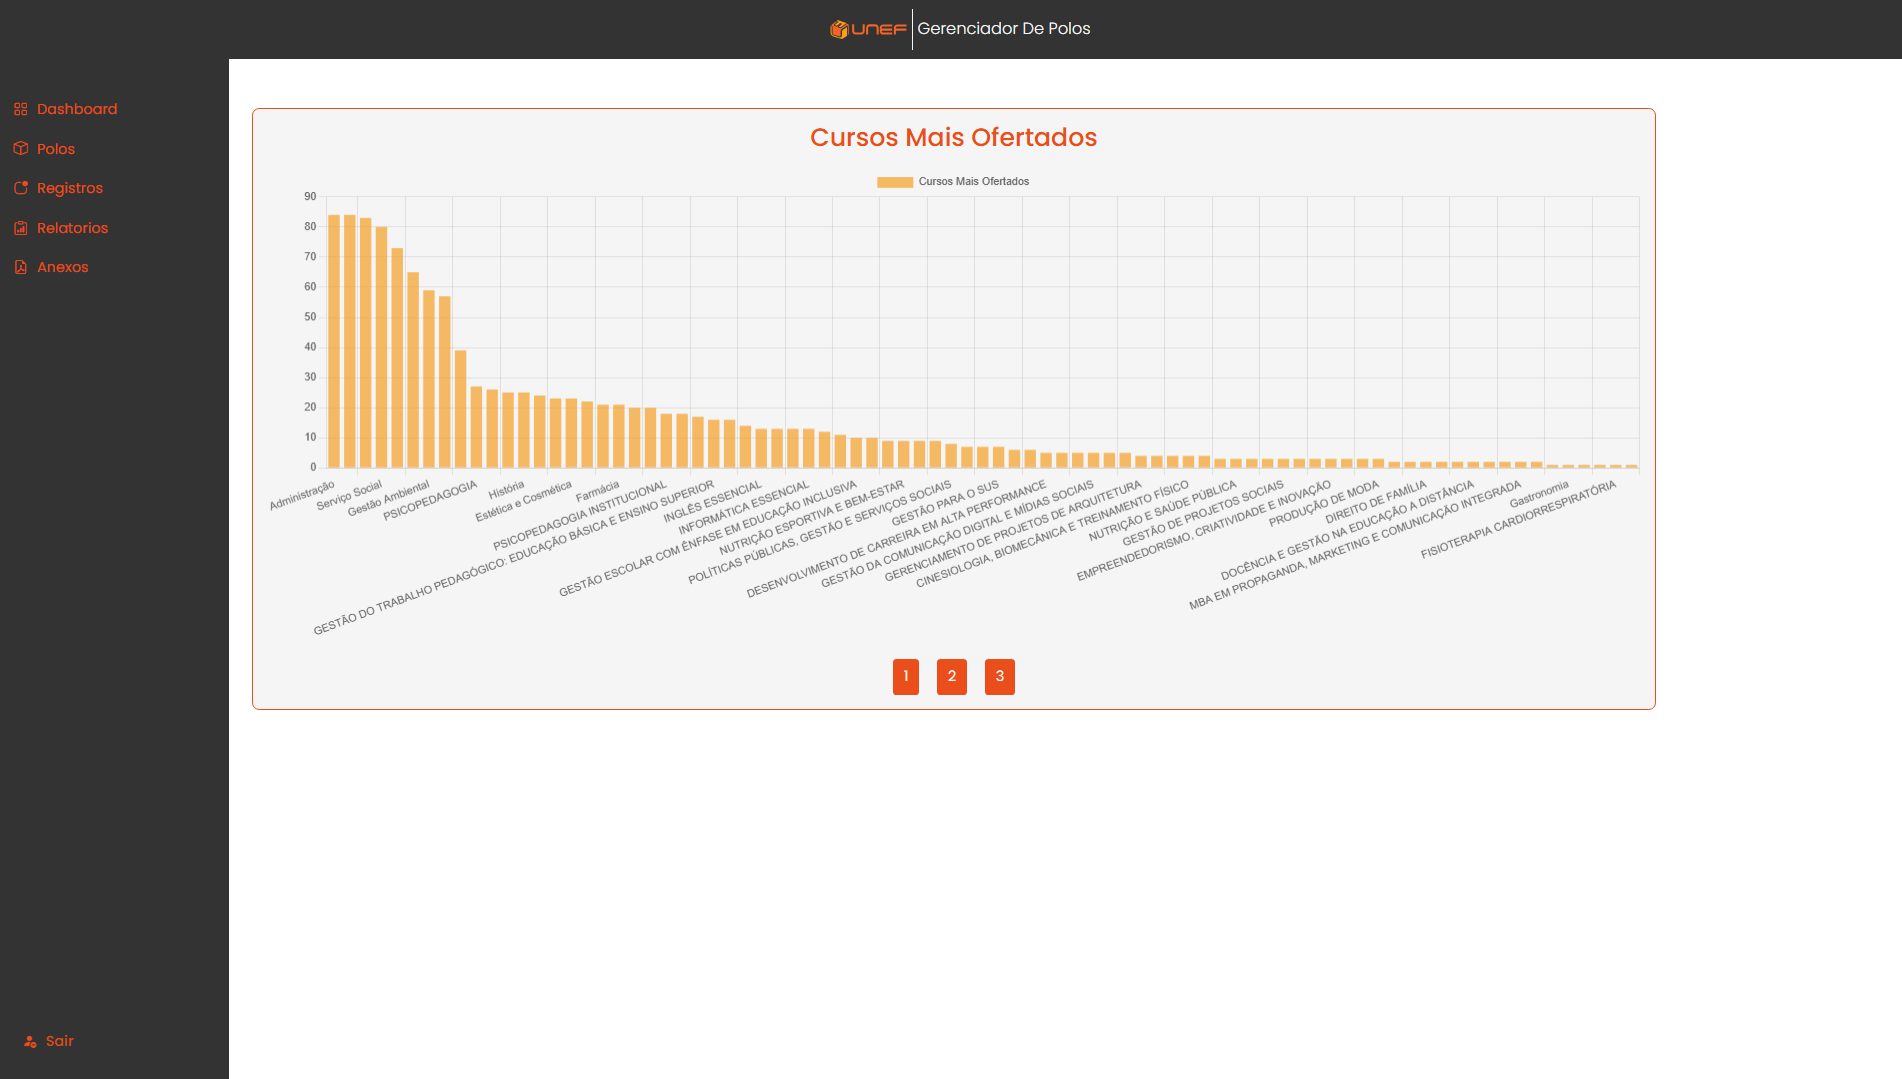 UNEF Gerenciador De Polos
Dashboard
Polos
Registros
Relatorios
Anexos
Sair
Cursos Mais Ofertados
Cursos Mais Ofertados
90
80
70
60
50
40
30
20
10
0
Administração
Serviço Social
Gestão Ambiental
PSICOPEDAGOGIA
História
Estética e Cosmética
Farmácia
PSICOPEDAGOGIA INSTITUCIONAL
GESTÃO DO TRABALHO PEDAGÓGICO: EDUCAÇÃO BÁSICA E ENSINO SUPERIOR
INGLÊS ESSENCIAL
INFORMÁTICA ESSENCIAL
GESTÃO ESCOLAR COM ÊNFASE EM EDUCAÇÃO INCLUSIVA
NUTRIÇÃO ESPORTIVA E BEM-ESTAR
POLÍTICAS PÚBLICAS, GESTÃO E SERVIÇOS SOCIAIS
GESTÃO PARA O SUS
DESENVOLVIMENTO DE CARREIRA EM ALTA PERFORMANCE
GESTÃO DA COMUNICAÇÃO DIGITAL E MÍDIAS SOCIAIS
GERENCIAMENTO DE PROJETOS DE ARQUITETURA
CINESIOLOGIA, BIOMECÂNICA E TREINAMENTO FÍSICO
NUTRIÇÃO E SAÚDE PÚBLICA
GESTÃO DE PROJETOS SOCIAIS
EMPREENDEDORISMO, CRIATIVIDADE E INOVAÇÃO
PRODUÇÃO DE MODA
DIREITO DE FAMÍLIA
DOCÊNCIA E GESTÃO NA EDUCAÇÃO A DISTÂNCIA
MBA EM PROPAGANDA, MARKETING E COMUNICAÇÃO INTEGRADA
Gastronomia
FISIOTERAPIA CARDIORRESPIRATÓRIA
1 2 3